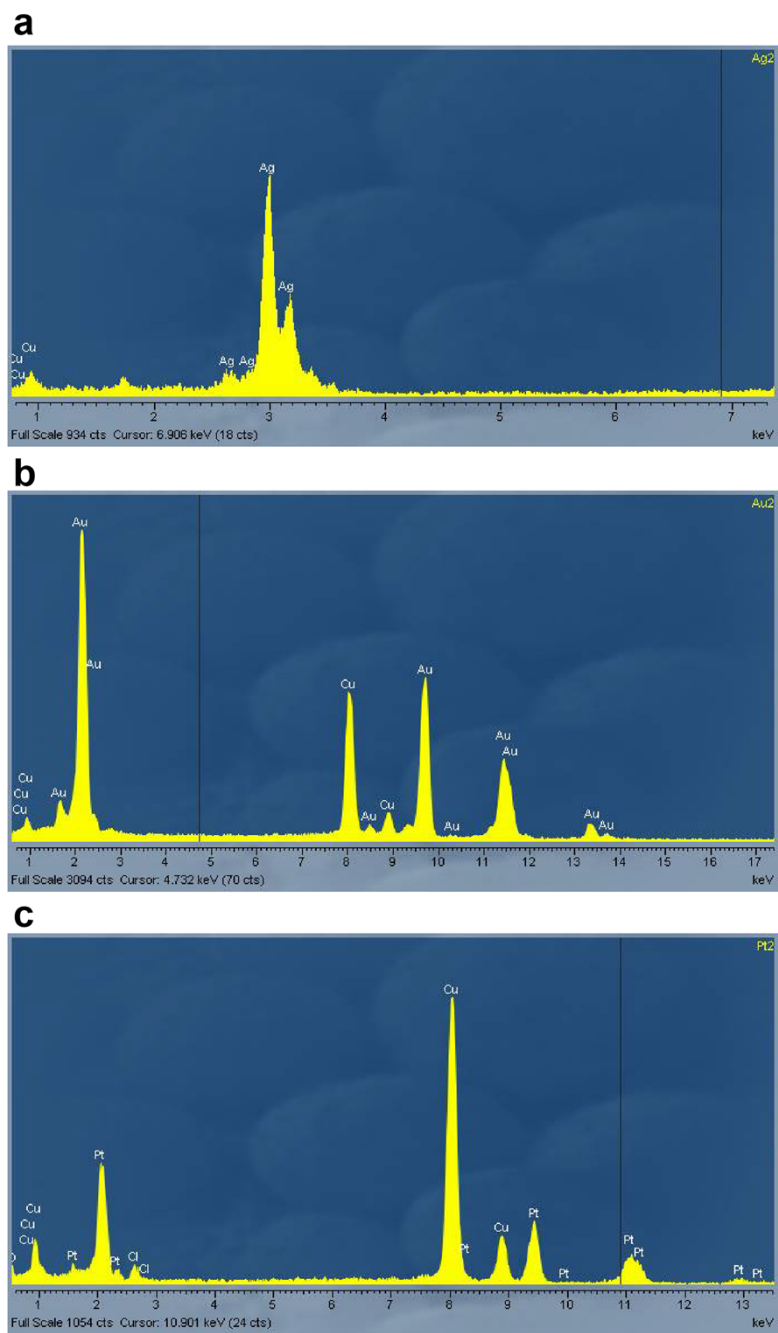 a
Ag2
Ag
Ag
Cu
Cu
Ag
Ag
Cu
1 2 3 4 5 6 7
Full Scale 934 cts Cursor: 6.906 keV (18 cts) keV
b
Au2
Au
Au
Au
Cu
Au
Au
Cu
Cu
Au
Cu
Cu
Au
Au
Au
Au
Au
1 2 3 4 5 6 7 8 9 10 11 12 13 14 15 16 17
Full Scale 3094 cts Cursor: 4.732 keV (70 cts) keV
c
Pt2
Cu
Pt
Cu
Pt
Cu
Cu
Cu
Pt
Pt
Pt
Pt
Pt
Cl
Cl
Pt
Pt
Pt
1 2 3 4 5 6 7 8 9 10 11 12 13
Full Scale 1054 cts Cursor: 10.901 keV (24 cts) keV